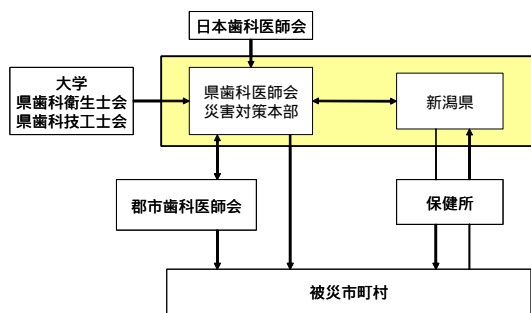 日本歯科医師会
大学
県歯科衛生士会
県歯科技工士会
県歯科医師会
災害対策本部
新潟県
郡市歯科医師会
保健所
被災市町村